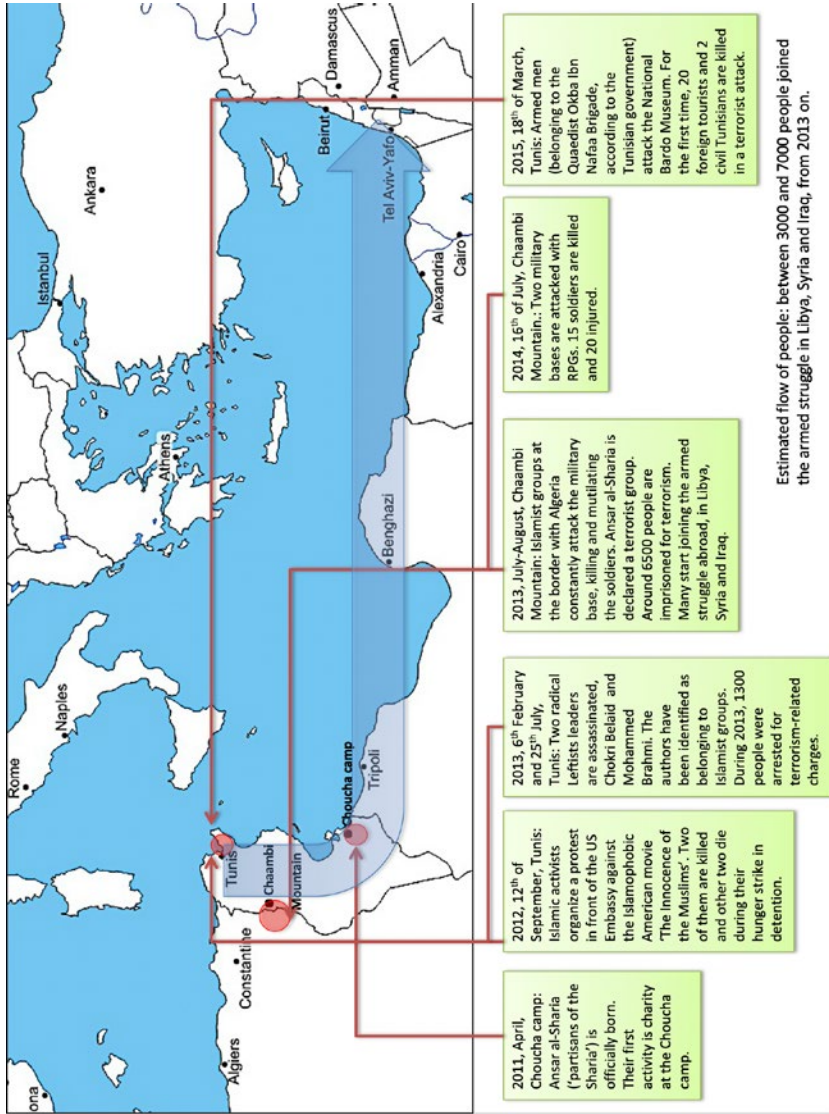 Rome
Naples
Istanbul
Ankara
Athens
ona
Algiers
Constantine
Tunis
Chaambi
Mountain
Choucha camp
Tripoli
Benghazi
Alexandria
Cairo
Beirut
Damascus
Tel Aviv-Yafo
Amman
2011, April,
Choucha camp:
Ansar al-Sharia
(‘partisans of the
Sharia’) is
officially born.
Their first
activity is charity
at the Choucha
camp.
2012, 12th of
September, Tunis:
Islamic activists
organize a protest
in front of the US
Embassy against
the Islamophobic
American movie
‘The Innocence of
the Muslims’. Two
of them are killed
and other two die
during their
hunger strike in
detention.
2013, 6th February
and 25th July,
Tunis: Two radical
Leftists leaders
are assassinated,
Chokri Belaid and
Mohammed
Brahmi. The
authors have
been identified as
belonging to
Islamist groups.
During 2013, 1300
people were
arrested for
terrorism-related
charges.
2013, July-August, Chaambi
Mountain: Islamist groups at
the border with Algeria
constantly attack the military
base, killing and mutilating
the soldiers. Ansar al-Sharia is
declared a terrorist group.
Around 6500 people are
imprisoned for terrorism.
Many start joining the armed
struggle abroad, in Libya,
Syria and Iraq.
2014, 16th of July, Chaambi
Mountain.: Two military
bases are attacked with
RPGs. 15 soldiers are killed
and 20 injured.
2015, 18th of March,
Tunis: Armed men
(belonging to the
Quaedist Okba Ibn
Nafaa Brigade,
according to the
Tunisian government)
attack the National
Bardo Museum. For
the first time, 20
foreign tourists and 2
civil Tunisians are killed
in a terrorist attack.
Estimated flow of people: between 3000 and 7000 people joined
the armed struggle in Libya, Syria and Iraq, from 2013 on.